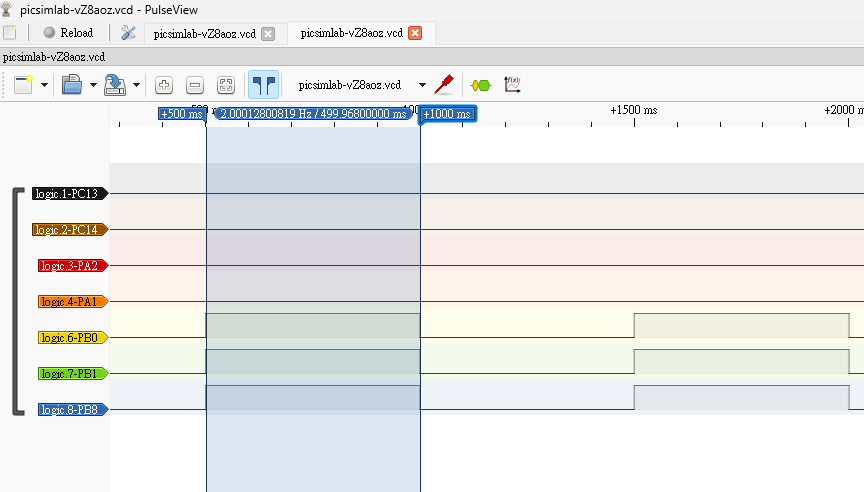 picsimlab-vZ8aoz.vcd - PulseView
Reload
picsimlab-vZ8aoz.vcd
picsimlab-vZ8aoz.vcd
picsimlab-vZ8aoz.vcd
picsimlab-vZ8aoz.vcd
+500 ms
2.00012800819 Hz / 499.96800000 ms
+1000 ms
+1500 ms
+2000 m
logic.1-PC13
logic.2-PC14
logic.3-PA2
logic.4-PA1
logic.6-PB0
logic.7-PB1
logic.8-PB8